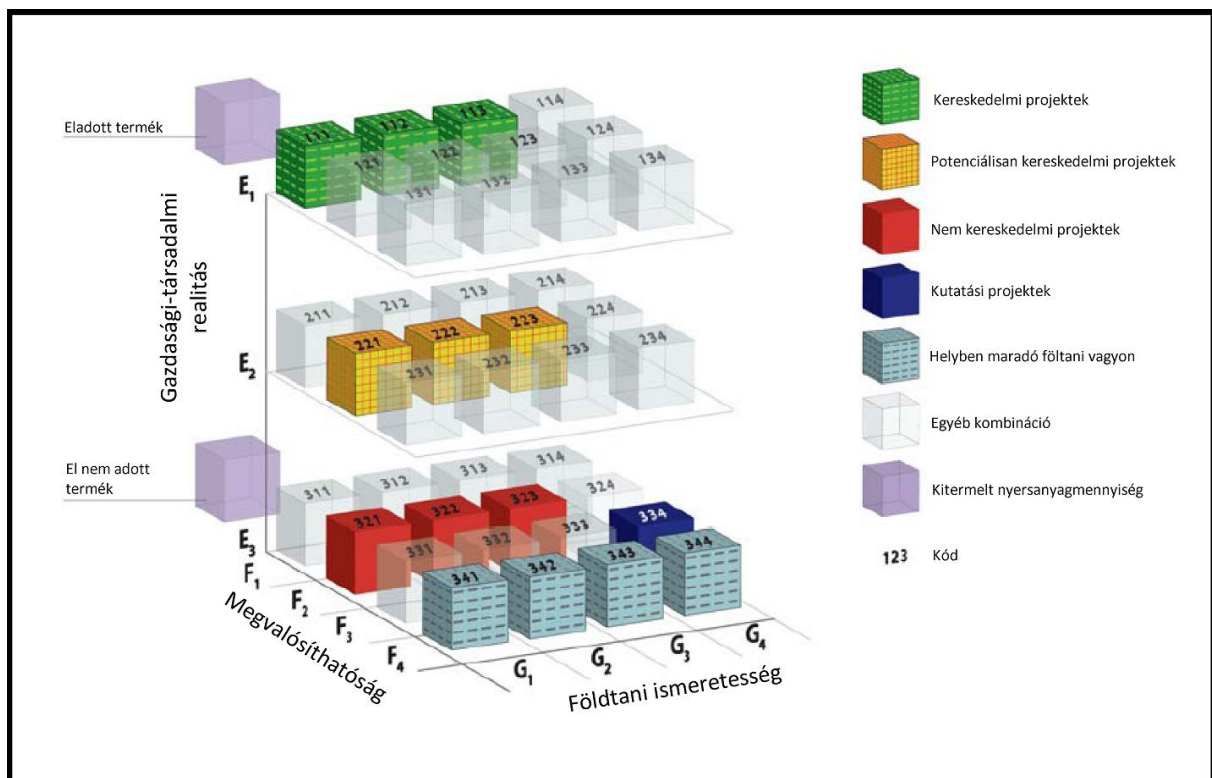 Eladott termék
E1
111
112
113
114
121
122
123
124
131
132
133
134
Gazdasági-társadalmi
realitás
E2
211
212
213
214
221
222
223
224
231
232
233
234
El nem adott
termék
E3
311
312
313
314
321
322
323
324
331
332
333
334
341
342
343
344
F1
F2
F3
F4
Megvalósíthatóság
G1
G2
G3
G4
Földtani ismeretesség
Kereskedelmi projektek
Potenciálisan kereskedelmi projektek
Nem kereskedelmi projektek
Kutatási projektek
Helyben maradó föltani vagyon
Egyéb kombináció
Kitermelt nyersanyagmennyiség
123 Kód